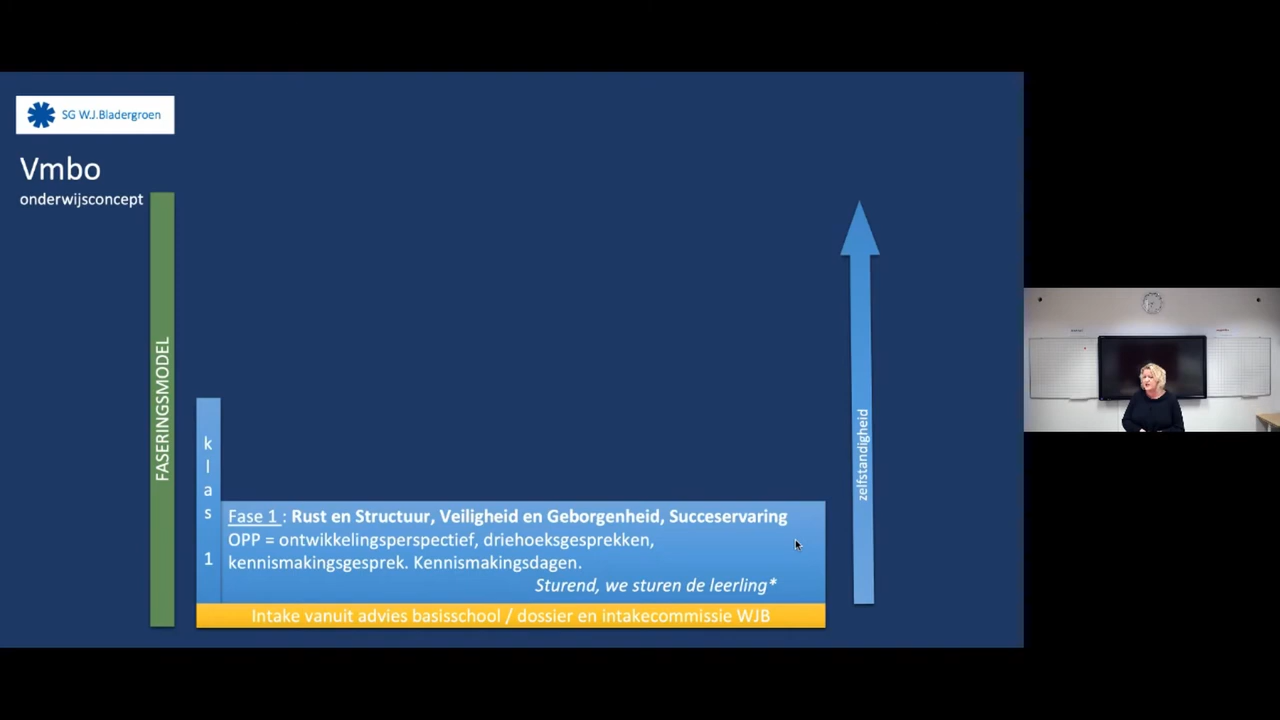 SG W.J.Bladergroen
Vmbo
onderwijsconcept
FASERINGSMODEL
klas 1
Fase 1 : Rust en Structuur, Veiligheid en Geborgenheid, Succeservaring
OPP = ontwikkelingsperspectief, driehoeksgesprekken,
kennismakingsgesprek. Kennismakingsdagen.
Sturend, we sturen de leerling*
Intake vanuit advies basisschool / dossier en intakecommissie WJB
zelfstandigheid